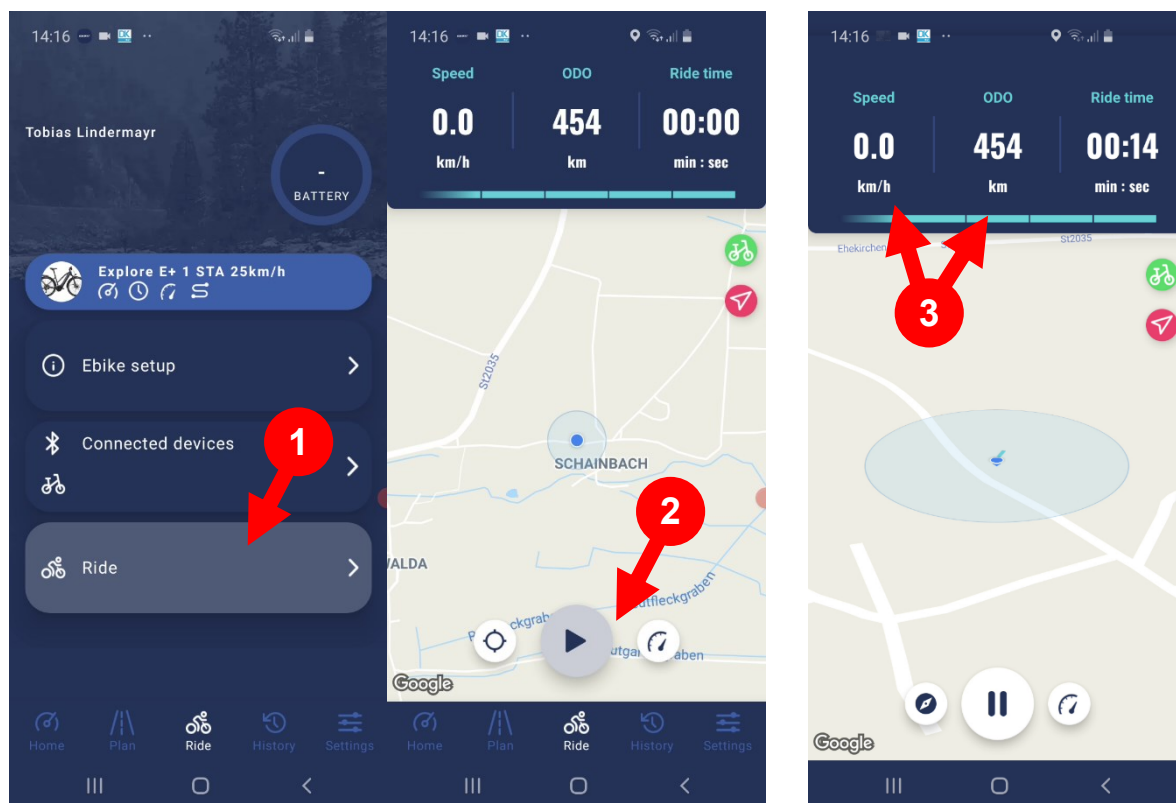 14:16
Tobias Lindermayr
-
BATTERY
Explore E+ 1 STA 25km/h
Ebike setup
Connected devices
1
Ride
Home Plan Ride History Settings
14:16
Speed ODO Ride time
0.0 454 00:00
km/h km min : sec
St2035
SCHAINBACH
2
Google
Home Plan Ride History Settings
14:16
Speed ODO Ride time
0.0 454 00:14
km/h km min : sec
Ehekirchen
St2035
3
Google